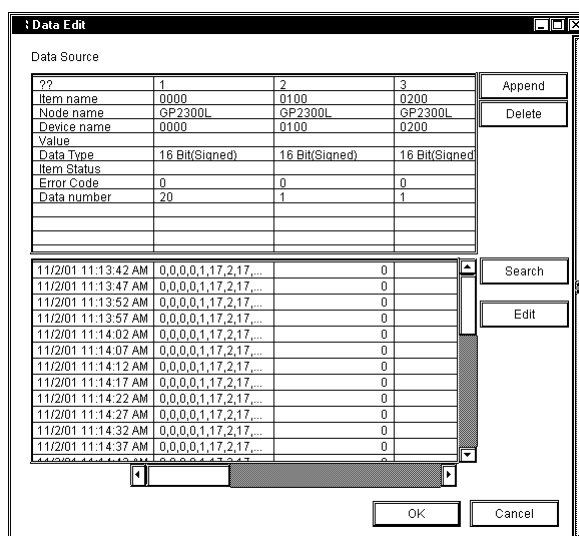 Data Edit
Data Source
?? 1 2 3
Item name 0000 0100 0200
Node name GP2300L GP2300L GP2300L
Device name 0000 0100 0200
Value
Data Type 16 Bit(Signed) 16 Bit(Signed) 16 Bit(Signed
Item Status
Error Code 0 0 0
Data number 20 1 1
Append
Delete
11/2/01 11:13:42 AM 0,0,0,0,1,17,2,17,... 0
11/2/01 11:13:47 AM 0,0,0,0,1,17,2,17,... 0
11/2/01 11:13:52 AM 0,0,0,0,1,17,2,17,... 0
11/2/01 11:13:57 AM 0,0,0,0,1,17,2,17,... 0
11/2/01 11:14:02 AM 0,0,0,0,1,17,2,17,... 0
11/2/01 11:14:07 AM 0,0,0,0,1,17,2,17,... 0
11/2/01 11:14:12 AM 0,0,0,0,1,17,2,17,... 0
11/2/01 11:14:17 AM 0,0,0,0,1,17,2,17,... 0
11/2/01 11:14:22 AM 0,0,0,0,1,17,2,17,... 0
11/2/01 11:14:27 AM 0,0,0,0,1,17,2,17,... 0
11/2/01 11:14:32 AM 0,0,0,0,1,17,2,17,... 0
11/2/01 11:14:37 AM 0,0,0,0,1,17,2,17,... 0
Search
Edit
OK
Cancel